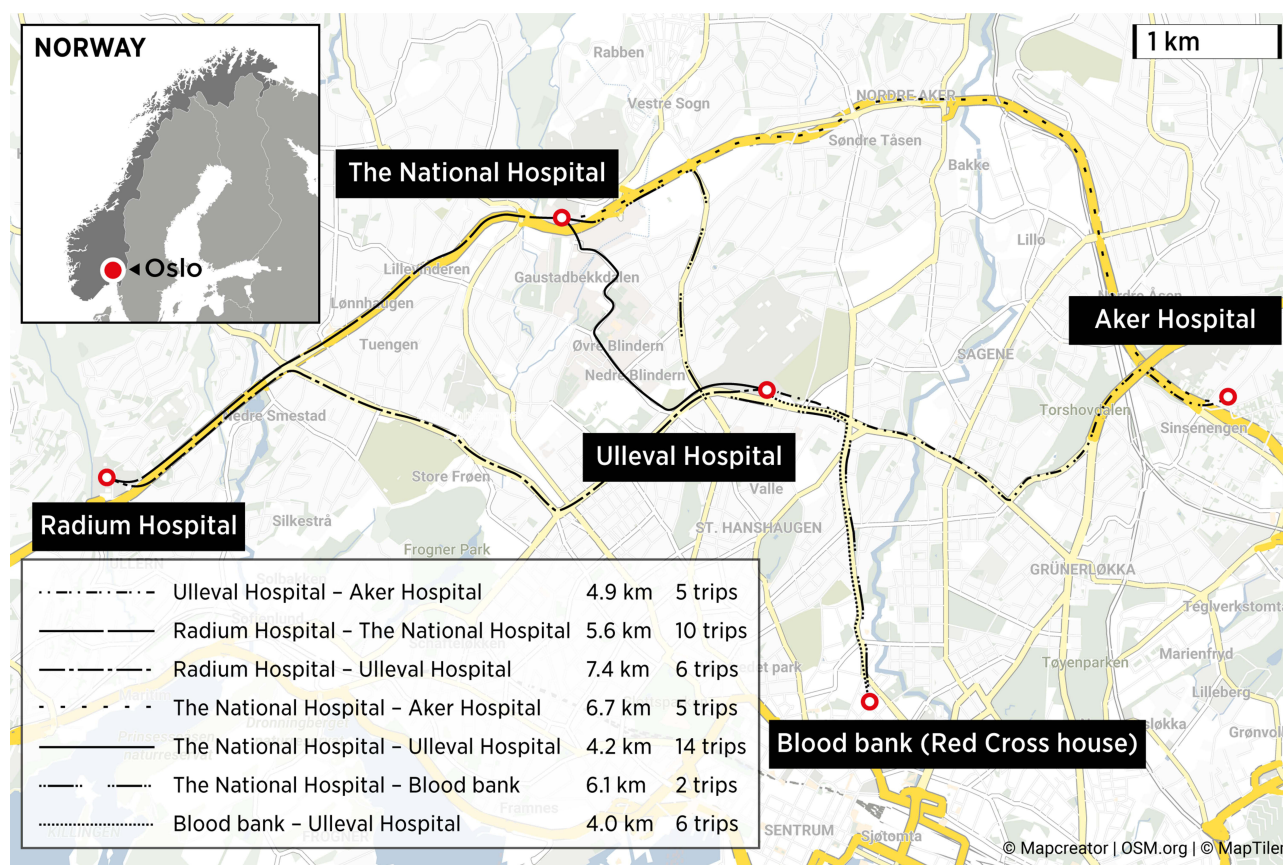 NORWAY
Oslo
1 km
Rabben
Vestre Sogn
NORDRE AKER
Søndre Tåsen
Bakke
The National Hospital
Lillo
Gaustadbekkdalen
Lønnhaugen
Tuengen
Nordre Åsen
Aker Hospital
Øvre Blindern
Nedre Blindern
SAGENE
Torshovdalen
Sinsenengen
Nedre Smestad
Ulleval Hospital
Store Frøen
Valle
Radium Hospital
Silkestrå
ST. HANSHAUGEN
Frogner Park
ULLERN
GRÜNERLØKKA
Tøyenparken
Marienfryd
Lilleberg
Blood bank (Red Cross house)
Ulleval Hospital – Aker Hospital 4.9 km 5 trips
Radium Hospital – The National Hospital 5.6 km 10 trips
Radium Hospital – Ulleval Hospital 7.4 km 6 trips
The National Hospital – Aker Hospital 6.7 km 5 trips
The National Hospital – Ulleval Hospital 4.2 km 14 trips
The National Hospital – Blood bank 6.1 km 2 trips
Blood bank – Ulleval Hospital 4.0 km 6 trips
SENTRUM
Sjøtomta
© Mapcreator | OSM.org | © MapTiler